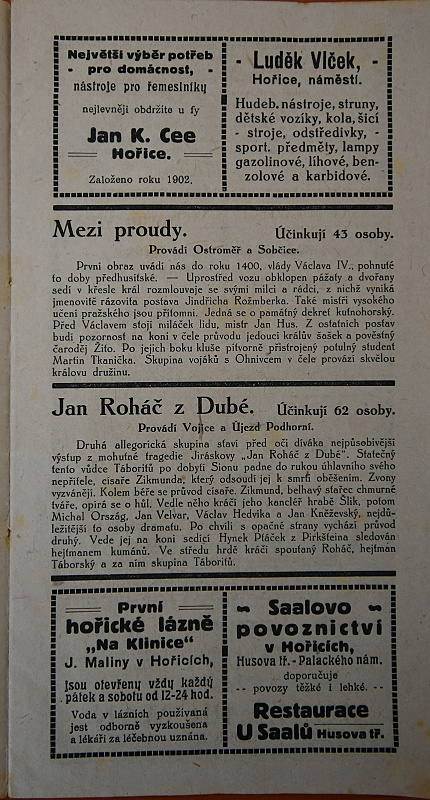 Největší výběr potřeb
- pro domácnost, -
nástroje pro řemeslníky
nejlevněji obdržíte u fy
Jan K. Cee
Hořice.
Založeno roku 1902.
- Luděk Vlček, -
Hořice, náměstí.
Hudeb. nástroje, struny,
dětské vozíky, kola, šicí
- stroje, odstředivky, -
sport. předměty, lampy
gazolinové, líhové, ben-
zolové a karbidové.
Mezi proudy. Účinkují 43 osoby.
Provádí Ostroměř a Sobčice.
První obraz uvádí nás do roku 1400, vlády Václava IV., pohnuté
to doby předhusitské. — Uprostřed vozu obklopen pážaty a dvořany
sedí v křesle král rozmlouvaje se svými milci a rádci, z nichž vyniká
jmenovitě rázovitá postava Jindřicha Rožmberka. Také mistři vysokého
učení pražského jsou přítomni. Jedná se o památný dekret kutnohorský.
Před Václavem stojí miláček lidu, mistr Jan Hus. Z ostatních postav
budí pozornost na koni v čele průvodu jedoucí králův šašek a pověstný
čaroděj Žito. Po jejich boku kluše pitvorně přistrojený potulný student
Martin Tkanička. Skupina vojáků s Ohnivcem v čele provází skvělou
královu družinu.
Jan Roháč z Dubé. Účinkují 62 osoby.
Provádí Vojice a Újezd Podhorní.
Druhá allegorická skupina staví před oči diváka nejpůsobivější
výstup z mohutné tragedie Jiráskovy „Jan Roháč z Dubé". Statečný
tento vůdce Táboritů po dobytí Sionu padne do rukou úhlavního svého
nepřítele, císaře Zikmunda, který odsoudí jej k smrti oběšením. Zvony
vyzvánějí. Kolem béře se průvod císaře. Zikmund, belhavý stařec chmurné
tváře, opírá se o hůl. Vedle něho kráčí jeho kancléř hrabě Šlik, potom
Michal Ország, Jan Velvar, Václav Hedvika a Jan Kněževský, nejdů-
ležitější to osoby dramatu. Po chvíli s opačné strany vychází průvod
druhý. Vede jej na koni sedící Hynek Ptáček z Pirkšteina sledován
hejtmanem kumánů. Ve středu hrdě kráčí spoutaný Roháč, hejtman
Táborský a za ním skupina Táboritů.
První
hořické lázně
„Na Klinice"
J. Maliny v Hořicích,
jsou otevřeny vždy každý
pátek a sobotu od 12-24 hod.
Voda v lázních používaná
jest odborně vyzkoušena
a lékaři za léčebnou uznána.
~ Saalovo ~
povoznictví
v Hořicích,
Husova tř. - Palackého nám.
doporučuje
-- povozy těžké i lehké. --
Restaurace
U Saalů Husova tř.